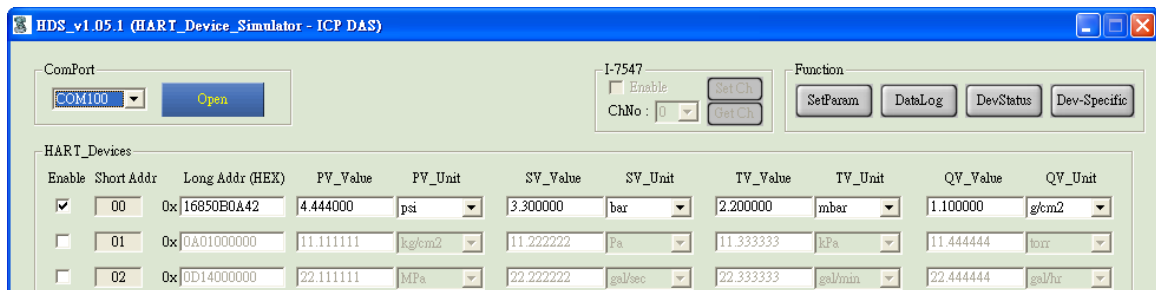 HDS_v1.05.1 (HART_Device_Simulator - ICP DAS)
ComPort
COM100
Open
I-7547
Enable
Set Ch
ChNo : 0
Get Ch
Function
SetParam DataLog DevStatus Dev-Specific
HART_Devices
Enable Short Addr Long Addr (HEX) PV_Value PV_Unit SV_Value SV_Unit TV_Value TV_Unit QV_Value QV_Unit
00 0x 16850B0A42 4.444000 psi 3.300000 bar 2.200000 mbar 1.100000 g/cm2
01 0x 0A01000000 11.111111 kg/cm2 11.222222 Pa 11.333333 kPa 11.444444 torr
02 0x 0D14000000 22.111111 MPa 22.222222 gal/sec 22.333333 gal/min 22.444444 gal/hr